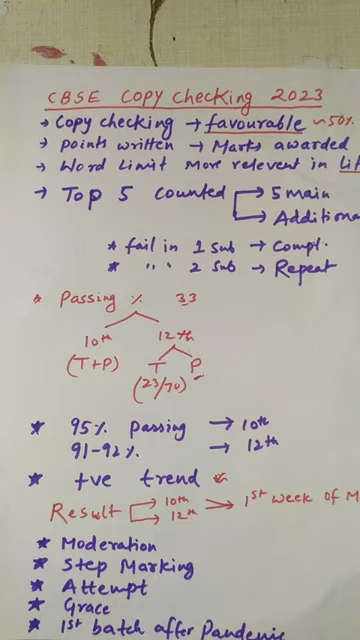 CBSE Copy Checking 2023
→ Copy checking → favourable ~50%
→ points written → Marks awarded
→ Word Limit More relevent in
→ Top 5 counted → 5 main
→ Additiona
* fail in 1 sub → Compl.
* " " 2 sub → Repeat
* Passing % 33
10th 12th
(T+P) T P
(23/70)
* 95% passing → 10th
91-92% → 12th
* +ve trend
Result → 10th → 1st week of M
→ 12th
* Moderation
* Step Marking
* Attempt
* Grace
* 1st batch after Pandemic